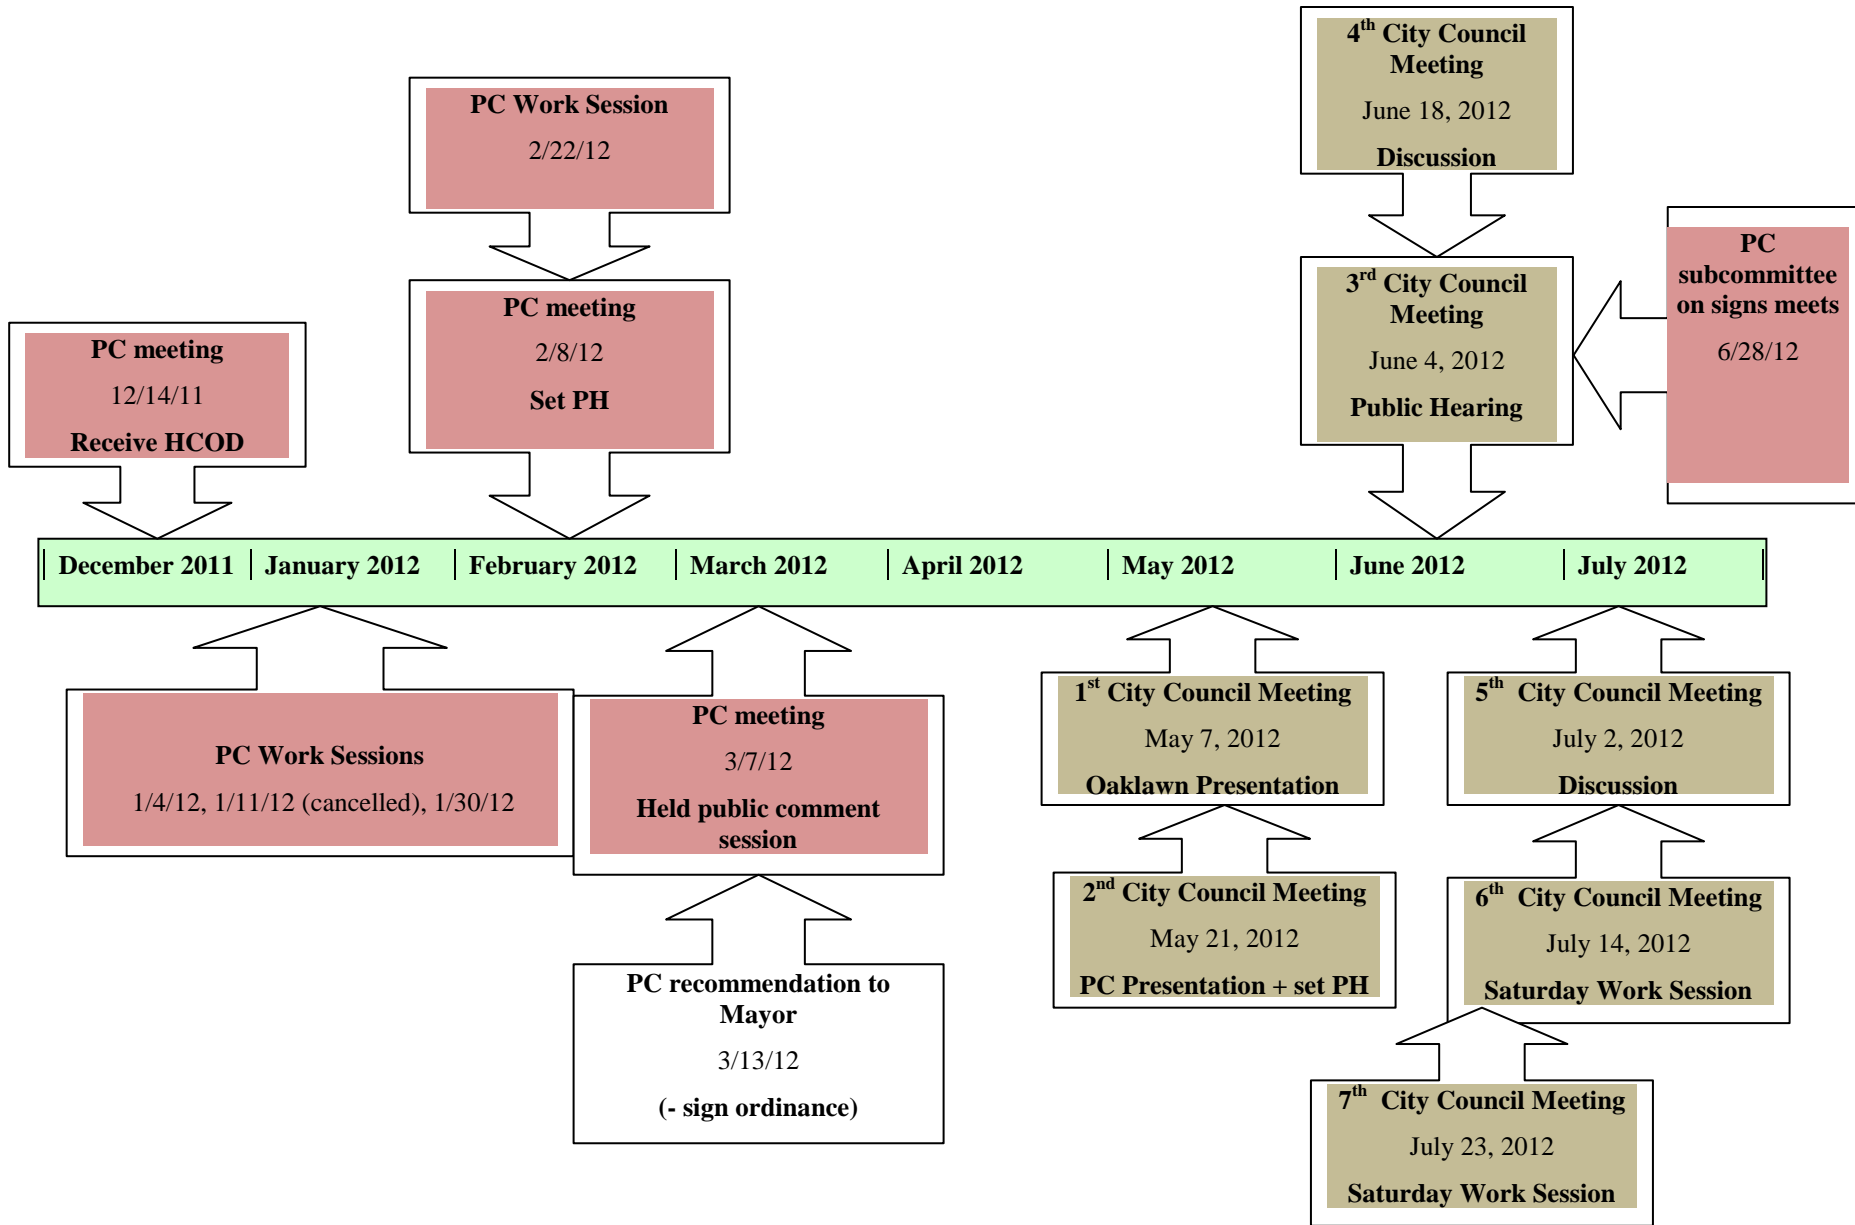 4th City Council
Meeting
June 18, 2012
Discussion
PC Work Session
2/22/12
PC
subcommittee
on signs meets
6/28/12
3rd City Council
Meeting
June 4, 2012
Public Hearing
PC meeting
2/8/12
Set PH
PC meeting
12/14/11
Receive HCOD
December 2011 January 2012 February 2012 March 2012 April 2012 May 2012 June 2012 July 2012
PC Work Sessions
1/4/12, 1/11/12 (cancelled), 1/30/12
PC meeting
3/7/12
Held public comment
session
PC recommendation to
Mayor
3/13/12
(- sign ordinance)
1st City Council Meeting
May 7, 2012
Oaklawn Presentation
2nd City Council Meeting
May 21, 2012
PC Presentation + set PH
5th City Council Meeting
July 2, 2012
Discussion
6th City Council Meeting
July 14, 2012
Saturday Work Session
7th City Council Meeting
July 23, 2012
Saturday Work Session